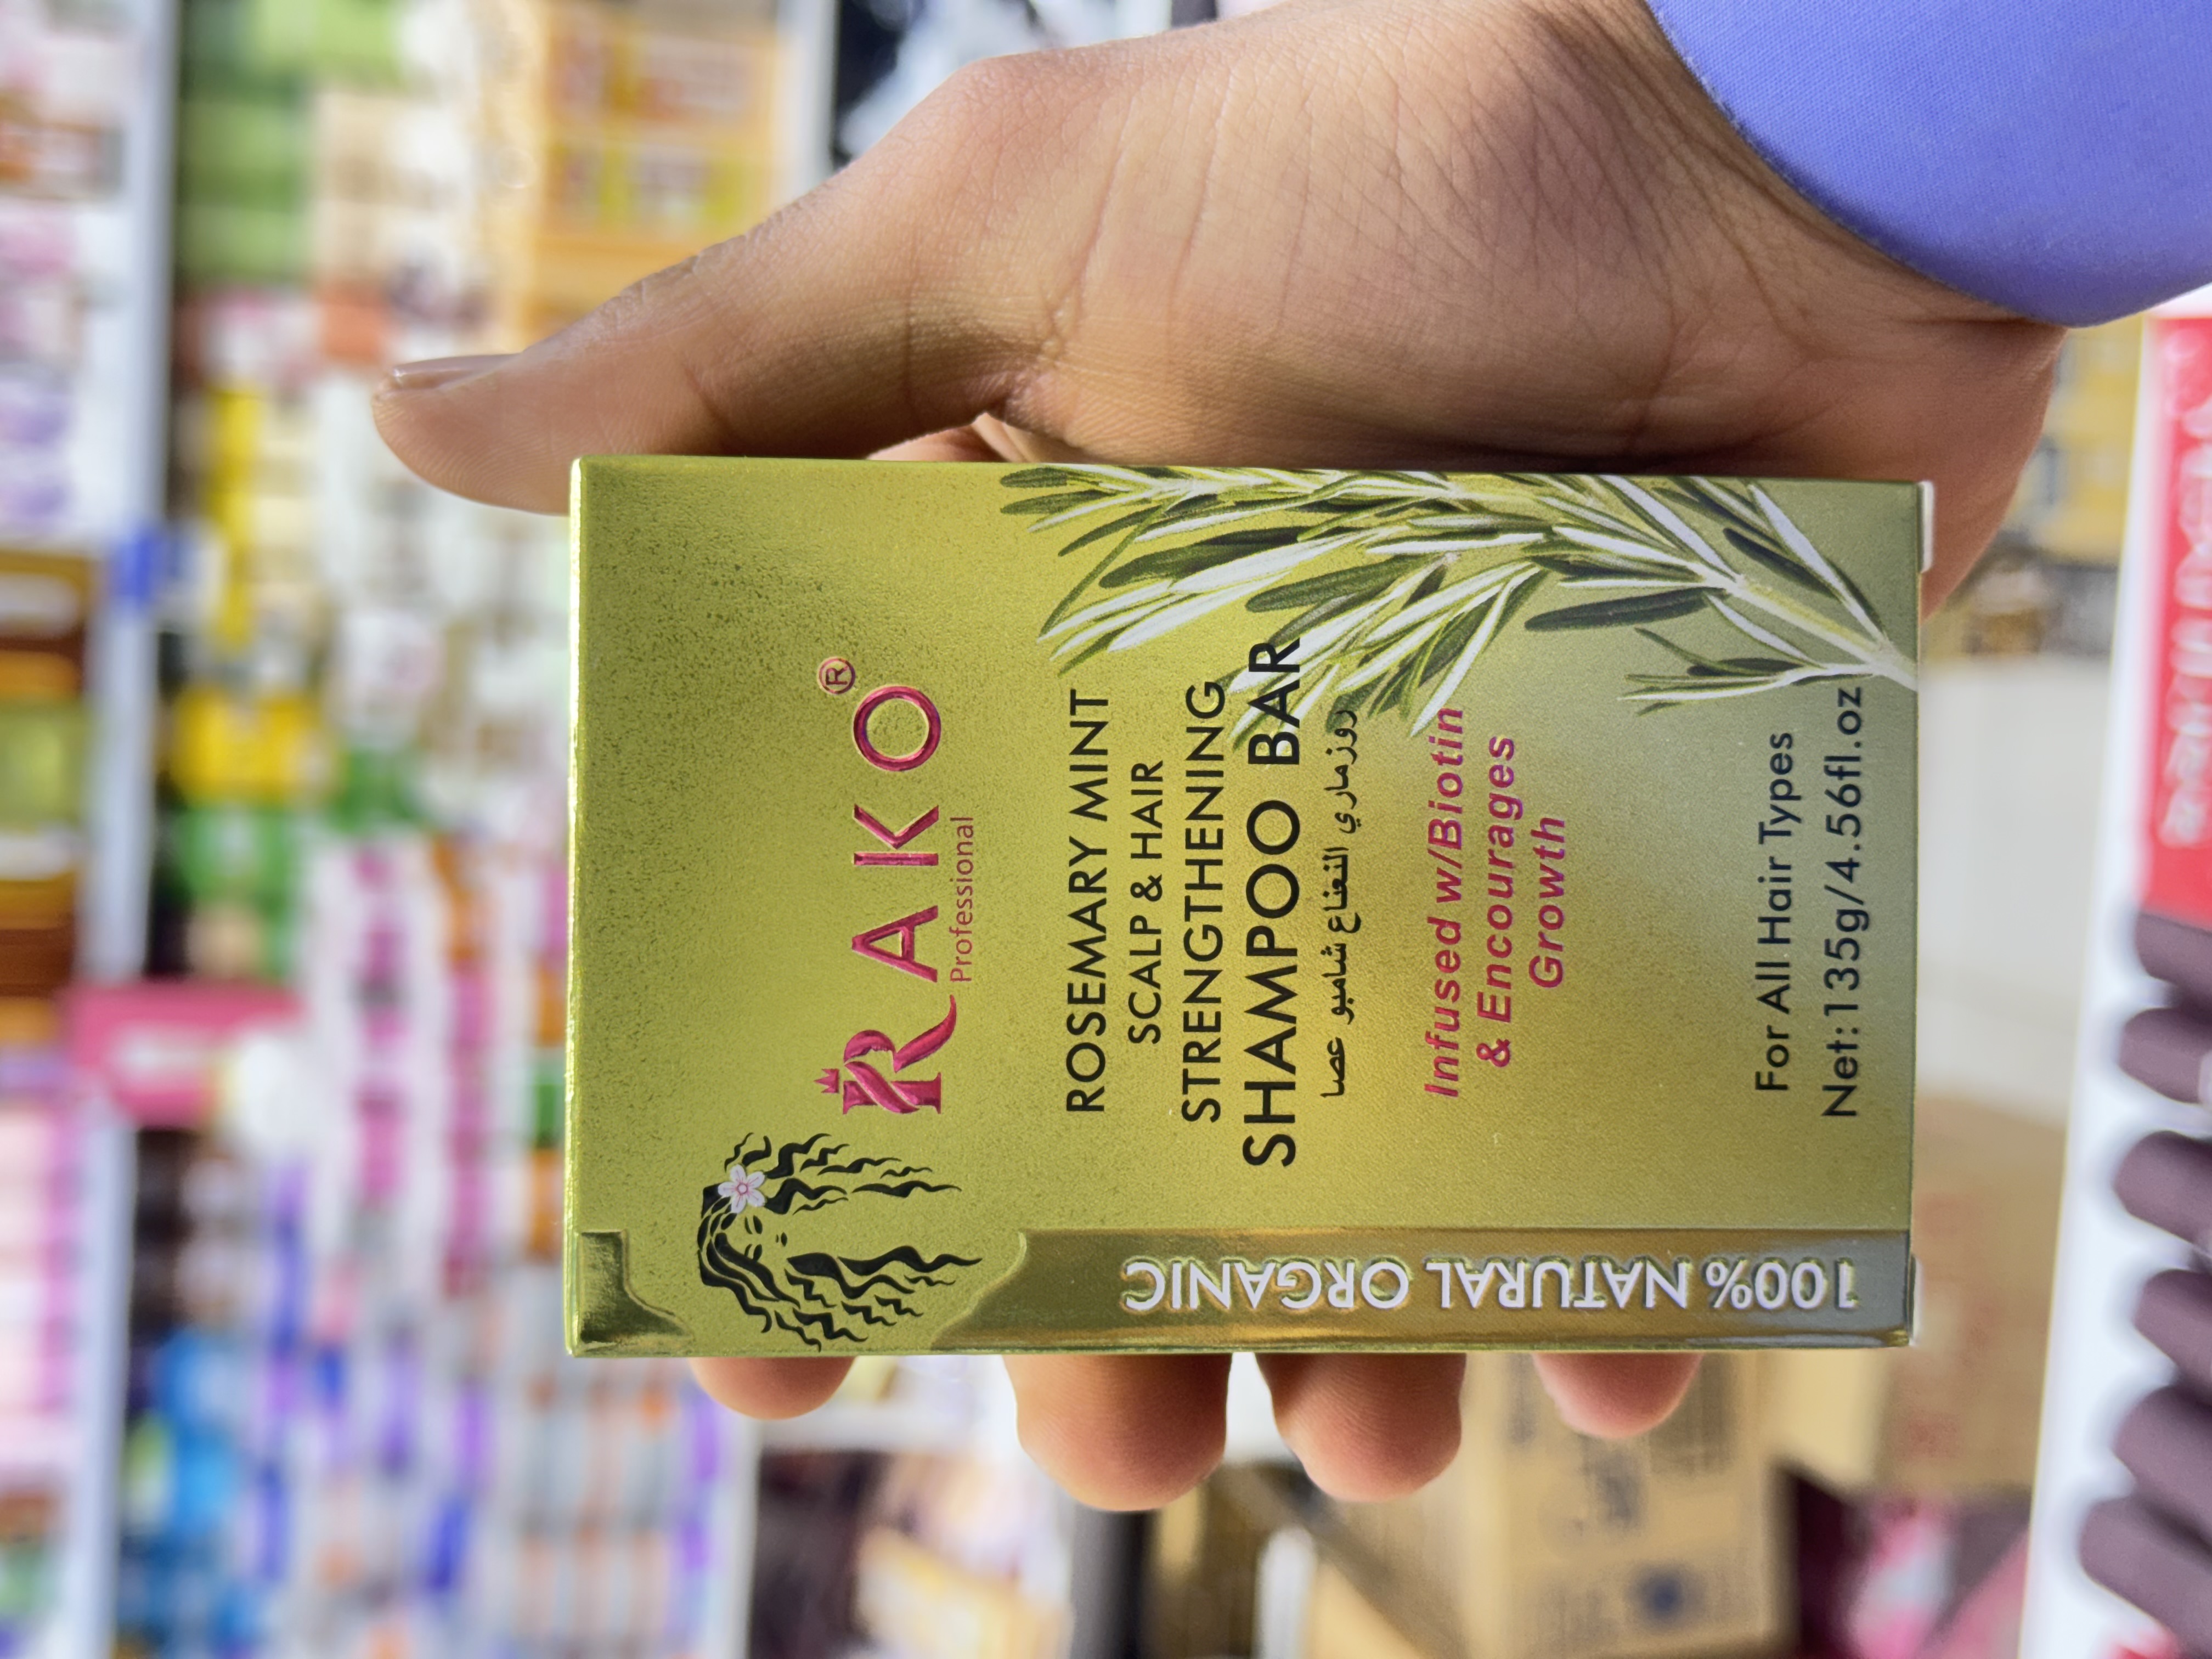 RAKO®
Professional
ROSEMARY MINT
SCALP & HAIR
STRENGTHENING
SHAMPOO BAR
روزماري النعناع شامبو عصا
Infused w/Biotin
& Encourages
Growth
For All Hair Types
Net:135g/4.56fl.oz
100% NATURAL ORGANIC